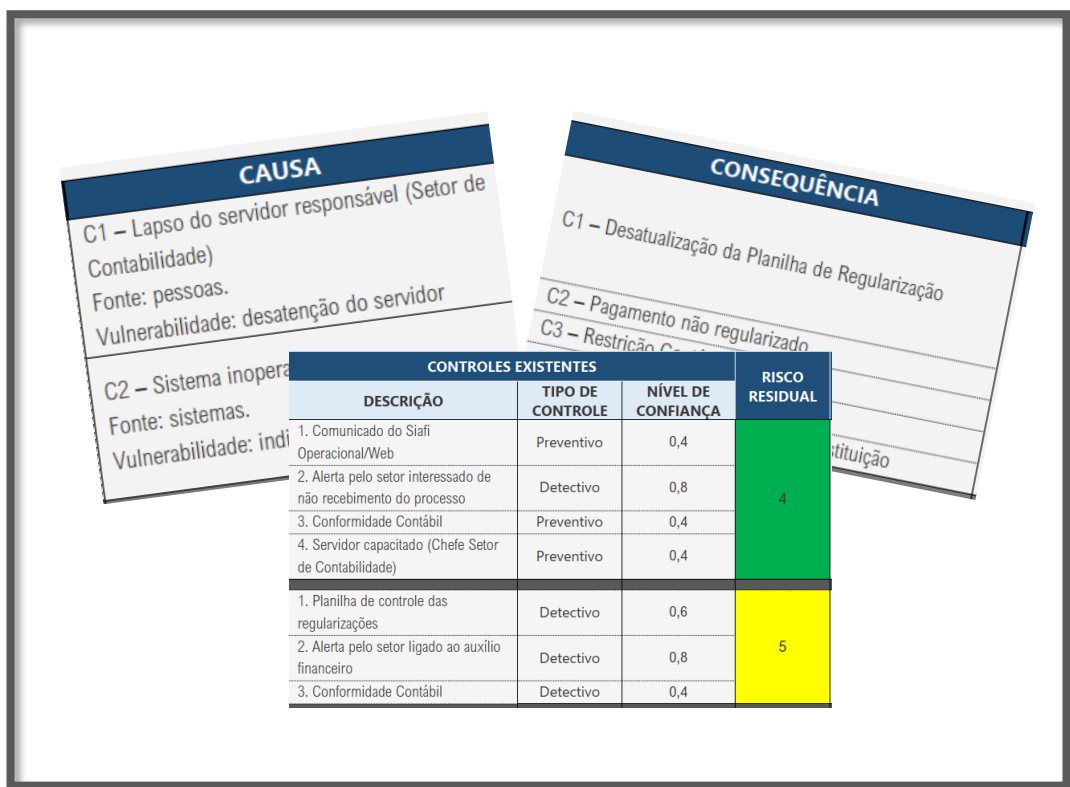 CAUSA
C1 – Lapso do servidor responsável (Setor de
Contabilidade)
Fonte: pessoas.
Vulnerabilidade: desatenção do servidor
C2 – Sistema
Fonte: sistemas.
Vulnerabilidade:
CONSEQUÊNCIA
C1 – Desatualização da Planilha de Regularização
C2 – Pagamento não regularizado
C3 – Restrição
CONTROLES EXISTENTES
RISCO
RESIDUAL
DESCRIÇÃO
TIPO DE
CONTROLE
NÍVEL DE
CONFIANÇA
1. Comunicado do Siafi
Operacional/Web
Preventivo
0,4
2. Alerta pelo setor interessado de
não recebimento do processo
Detectivo
0,8
3. Conformidade Contábil
Preventivo
0,4
4. Servidor capacitado (Chefe Setor
de Contabilidade)
Preventivo
0,4
4
1. Planilha de controle das
regularizações
Detectivo
0,6
2. Alerta pelo setor ligado ao auxílio
financeiro
Detectivo
0,8
3. Conformidade Contábil
Detectivo
0,4
5